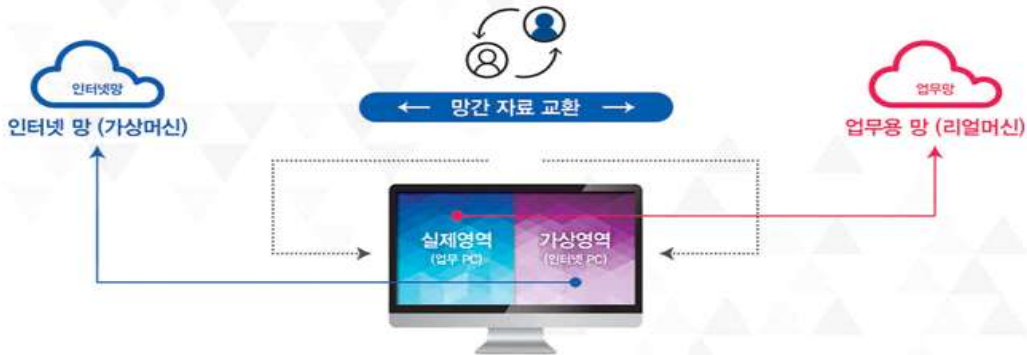 인터넷망
인터넷 망 (가상머신)
← 망간 자료 교환 →
업무망
업무용 망 (리얼머신)
실제영역
(업무 PC)
가상영역
(인터넷 PC)